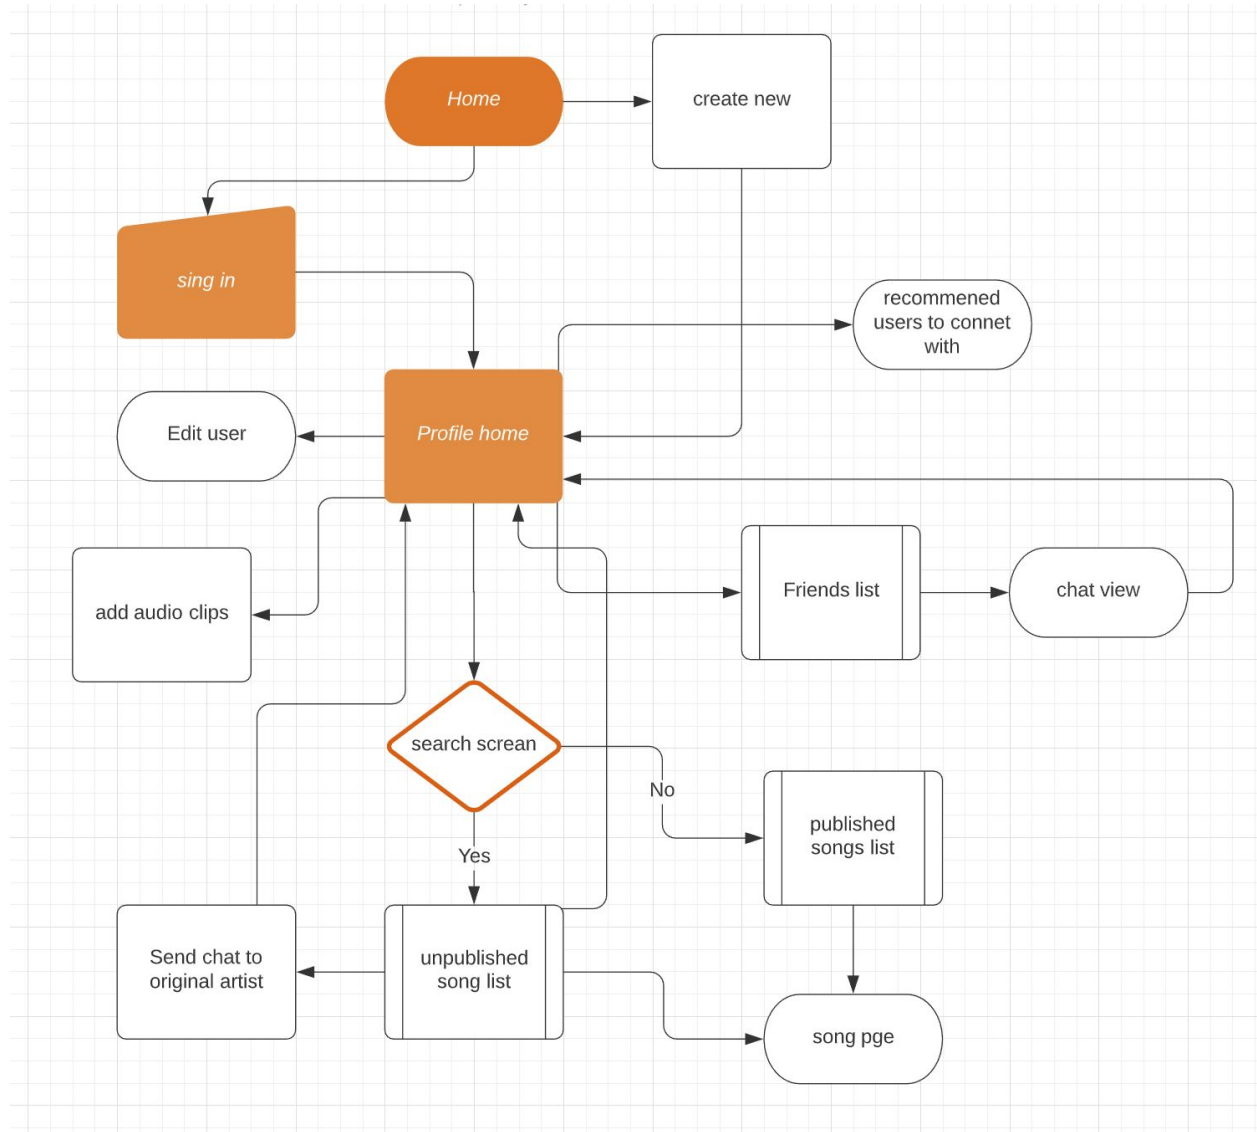 Home
create new
sing in
recommened
users to connet
with
Edit user
Profile home
Friends list
chat view
add audio clips
search screan
No
published
songs list
Yes
Send chat to
original artist
unpublished
song list
song pge